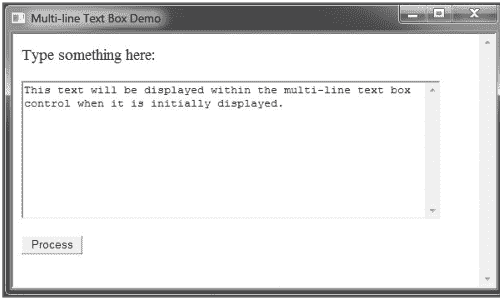 Multi-line Text Box Demo
Type something here:
This text will be displayed within the multi-line text box
control when it is initially displayed.
Process